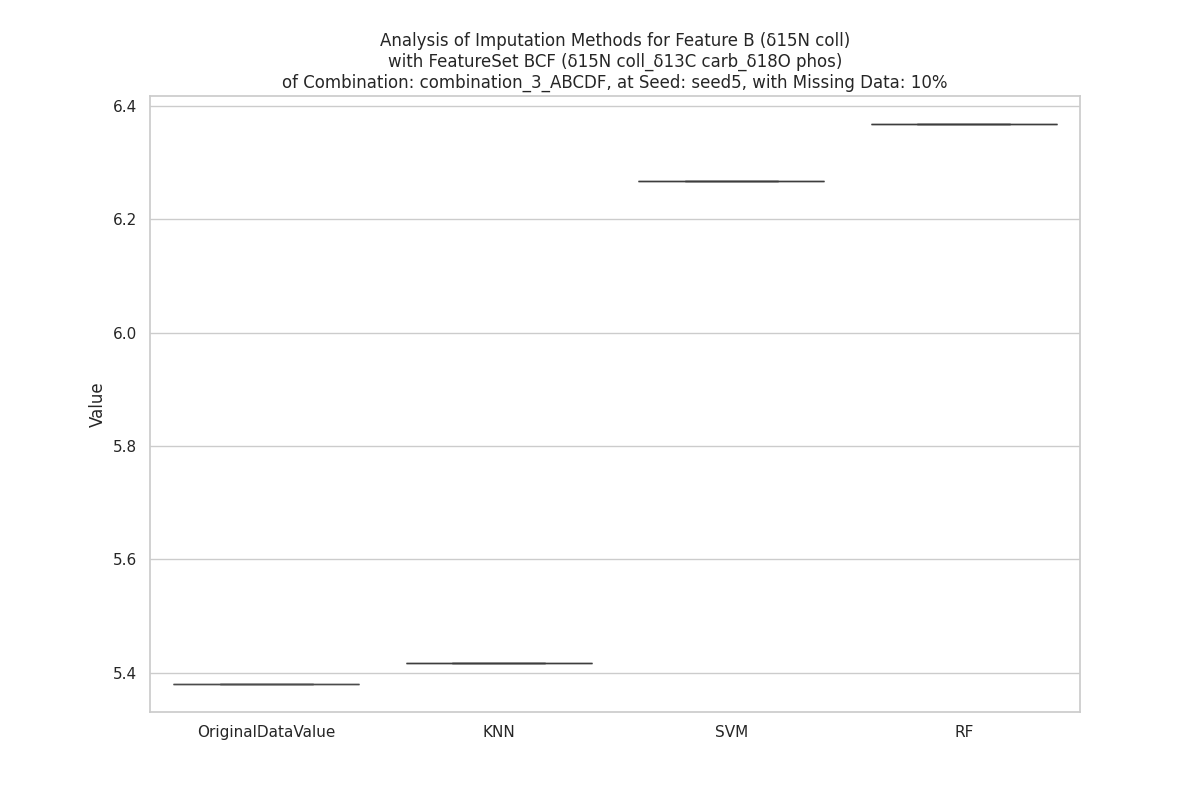 Analysis of Imputation Methods for Feature B (δ15N coll)
with FeatureSet BCF (δ15N coll_δ13C carb_δ18O phos)
of Combination: combination_3_ABCDF, at Seed: seed5, with Missing Data: 10%
6.4
6.2
6.0
5.8
5.6
5.4
Value
OriginalDataValue
KNN
SVM
RF